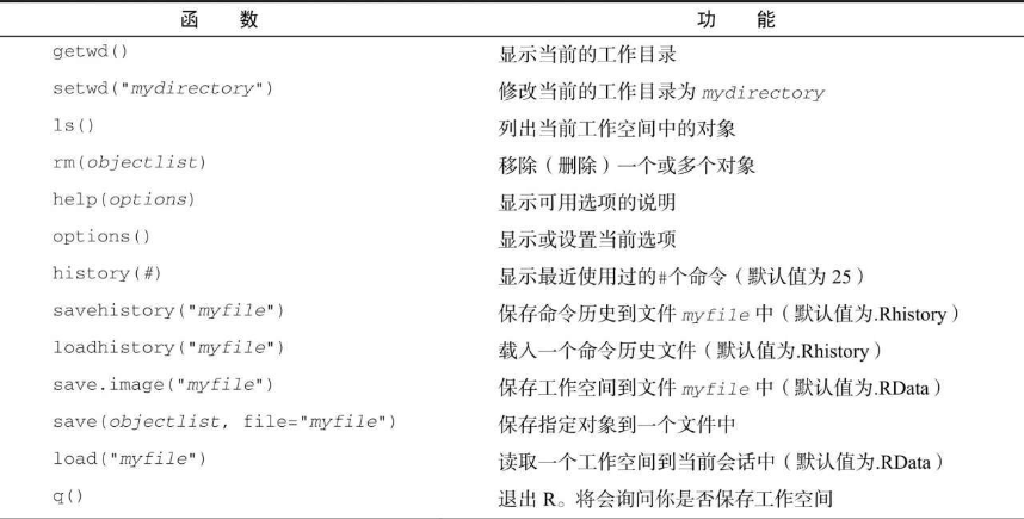 函　数　功　能
getwd()　显示当前的工作目录
setwd("mydirectory")　修改当前的工作目录为 mydirectory
ls()　列出当前工作空间中的对象
rm(objectlist)　移除（删除）一个或多个对象
help(options)　显示可用选项的说明
options()　显示或设置当前选项
history(#)　显示最近使用过的#个命令（默认值为 25）
savehistory("myfile")　保存命令历史到文件 myfile 中（默认值为.Rhistory）
loadhistory("myfile")　载入一个命令历史文件（默认值为.Rhistory）
save.image("myfile")　保存工作空间到文件 myfile 中（默认值为.RData）
save(objectlist, file="myfile")　保存指定对象到一个文件中
load("myfile")　读取一个工作空间到当前会话中（默认值为.RData）
q()　退出 R。将会询问你是否保存工作空间